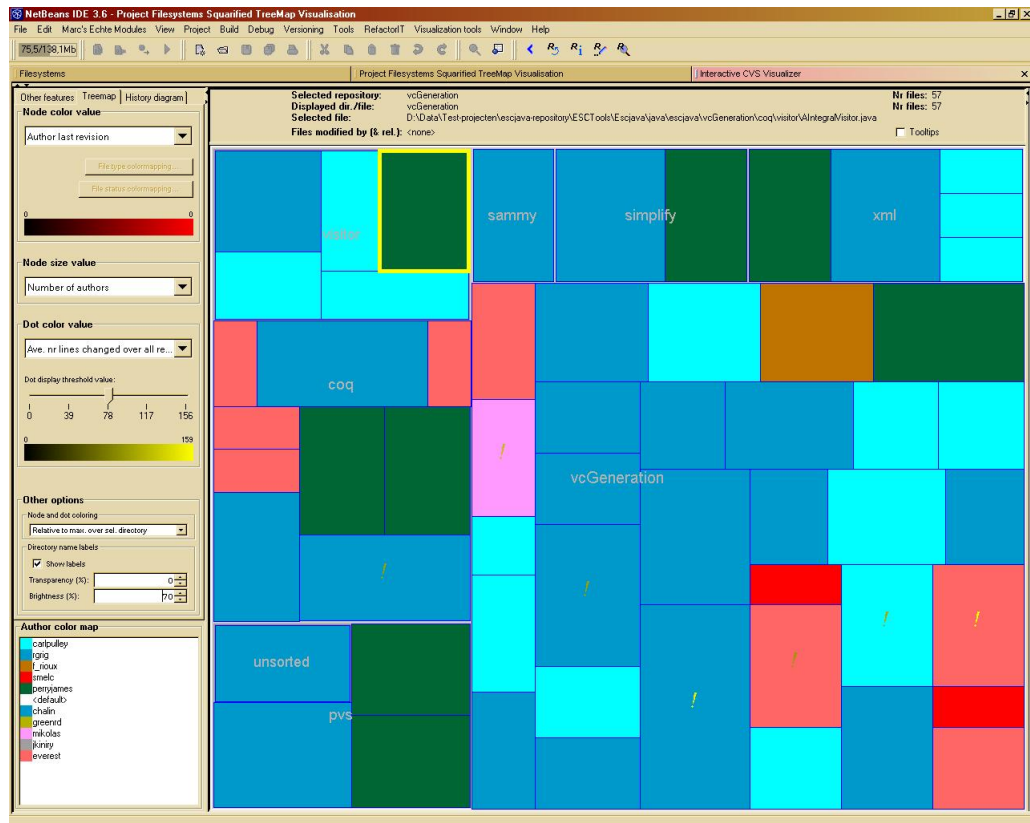 NetBeans IDE 3.6 - Project Filesystems Squarified TreeMap Visualisation
File Edit Marc's Echte Modules View Project Build Debug Versioning Tools RefactorIT Visualization tools Window Help
75,5/138,1Mb
Filesystems Project Filesystems Squarified TreeMap Visualisation Interactive CVS Visualizer
Other features Treemap History diagram
Selected repository: vcGeneration Nr files: 57
Displayed dir./file: vcGeneration Nr files: 57
Selected file: D:\Data\Test-projecten\escjava-repository\ESCTools\Escjava\java\escjava\vcGeneration\coq\visitor\AIntegralVisitor.java
Files modified by (& rel.): <none> Tooltips
Node color value
Author last revision
File type colormapping...
File status colormapping...
0 0
Node size value
Number of authors
Dot color value
Ave. nr lines changed over all re...
Dot display threshold value:
0 39 78 117 156
0 159
Other options
Node and dot coloring
Relative to max. over sel. directory
Directory name labels
Show labels
Transparency (%): 0
Brightness (%): 70
Author color map
carlpulley
rgrig
f_rioux
smelc
perryjames
<default>
chalin
greenrd
mikolas
jkiniry
everest
visitor
sammy
simplify
xml
coq
!
vcGeneration
!
!
!
!
!
!
unsorted
pvs